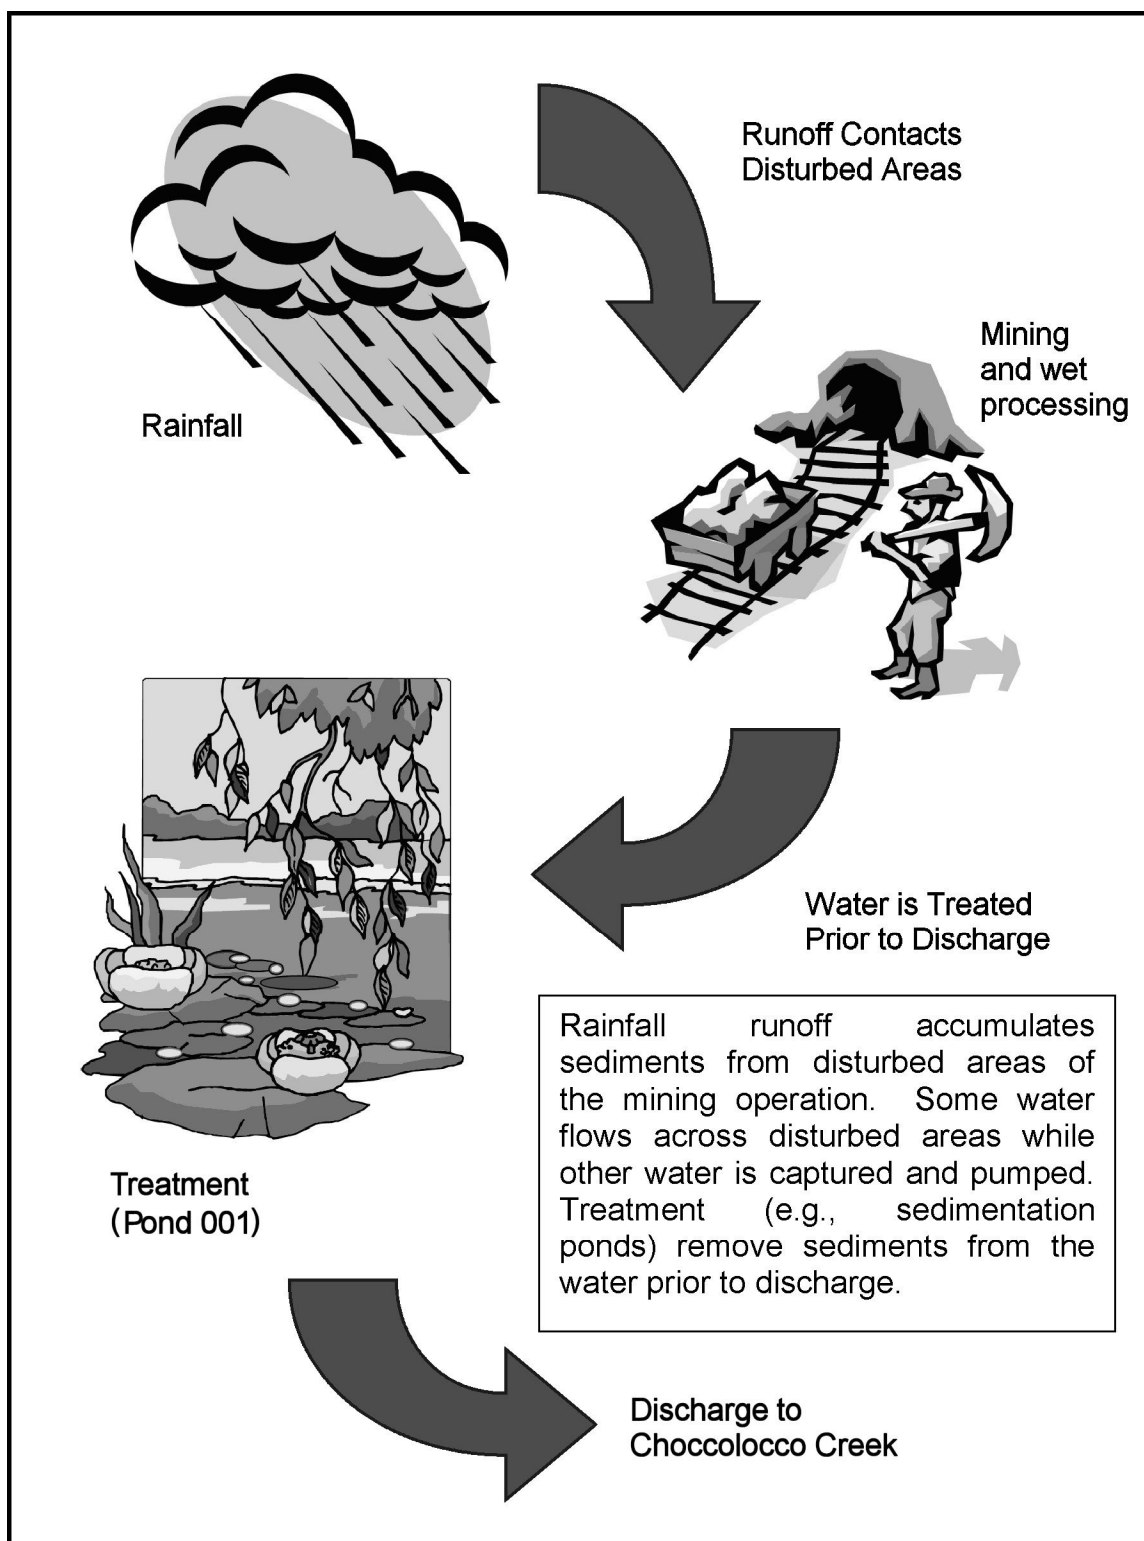 Runoff Contacts
Disturbed Areas
Rainfall
Mining
and wet
processing
Water is Treated
Prior to Discharge
Rainfall runoff accumulates
sediments from disturbed areas of
the mining operation. Some water
flows across disturbed areas while
other water is captured and pumped.
Treatment (e.g., sedimentation
ponds) remove sediments from the
water prior to discharge.
Treatment
(Pond 001)
Discharge to
Choccolocco Creek